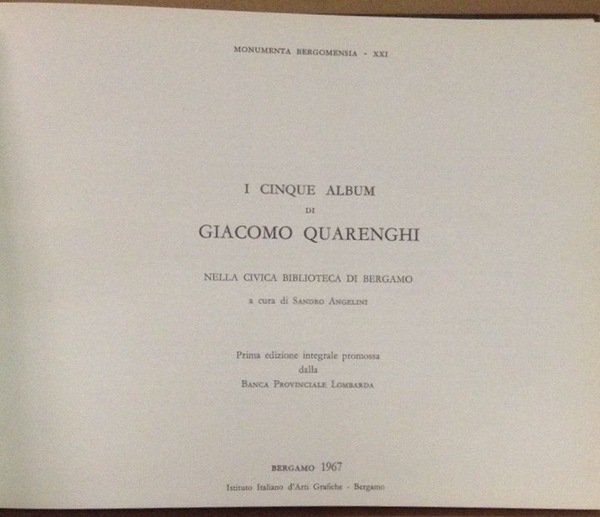 MONUMENTA BERGOMENSIA - XXI
I CINQUE ALBUM
DI
GIACOMO QUARENGHI
NELLA CIVICA BIBLIOTECA DI BERGAMO
a cura di SANDRO ANGELINI
Prima edizione integrale promossa
dalla
BANCA PROVINCIALE LOMBARDA
BERGAMO 1967
Istituto Italiano d'Arti Grafiche - Bergamo